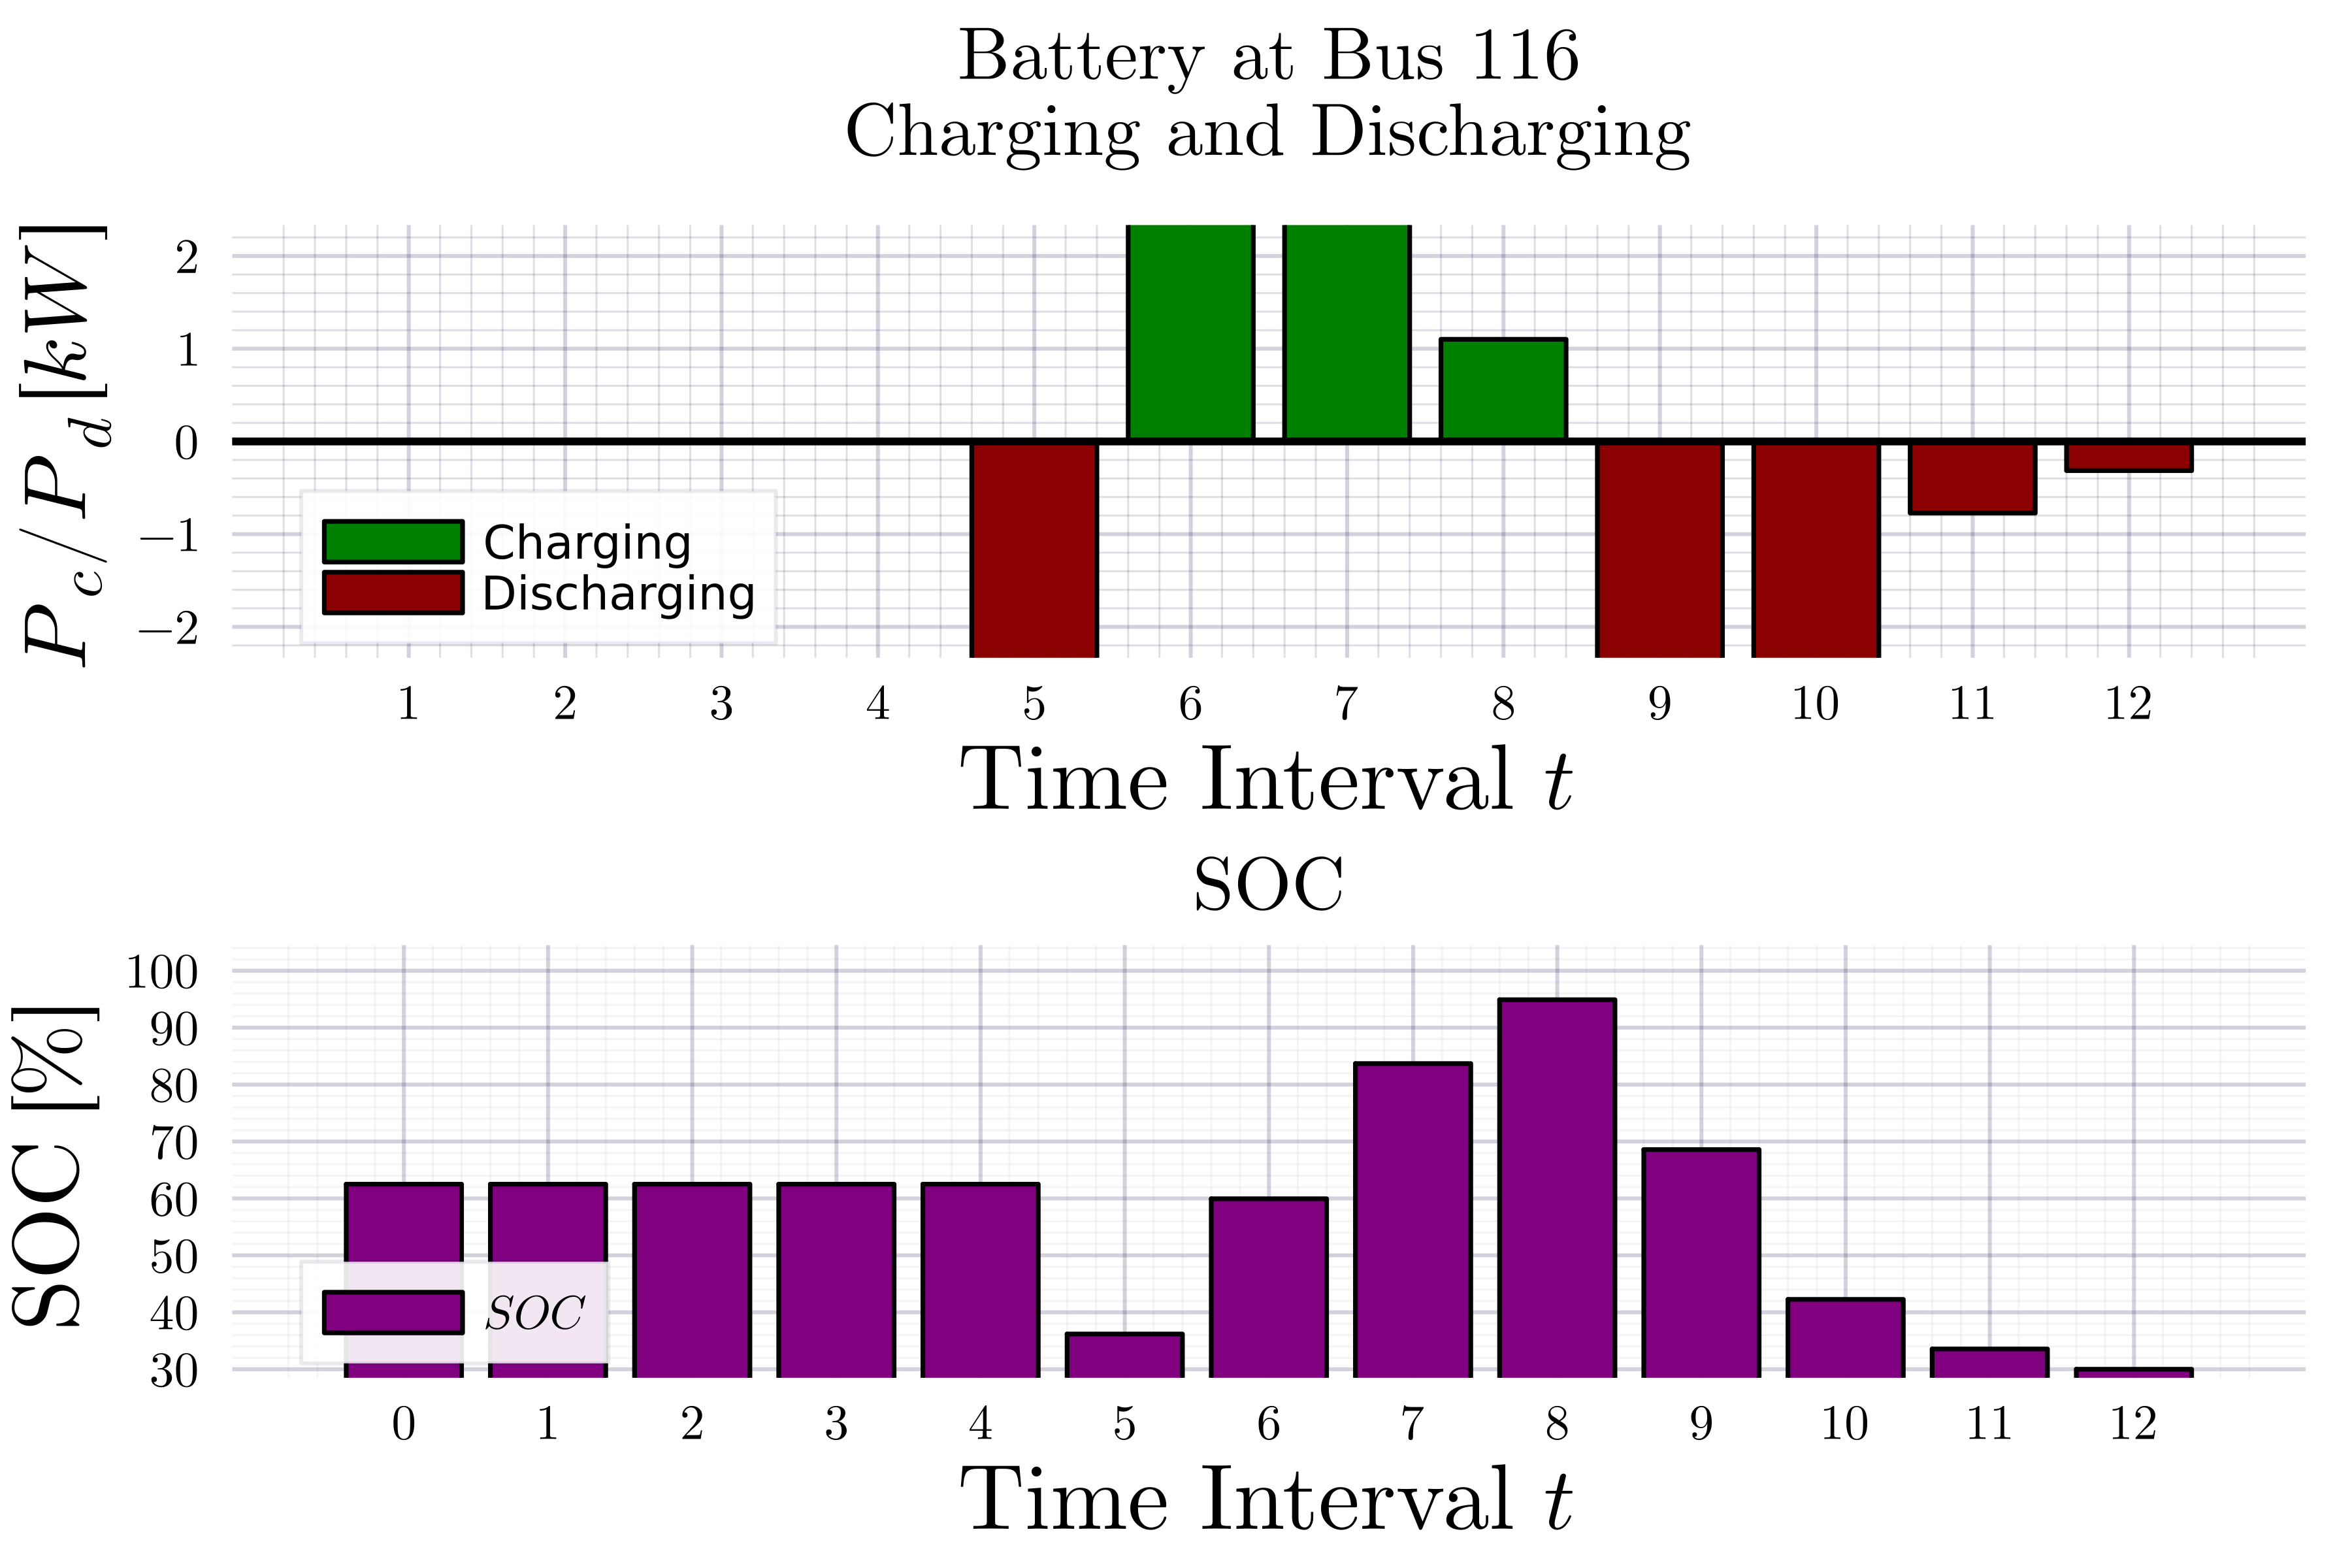 Battery at Bus 116
Charging and Discharging
P_c/P_d [kW]
2
1
0
−1
−2
Charging
Discharging
1 2 3 4 5 6 7 8 9 10 11 12
Time Interval t
SOC
SOC [%]
100
90
80
70
60
50
40
30
SOC
0 1 2 3 4 5 6 7 8 9 10 11 12
Time Interval t